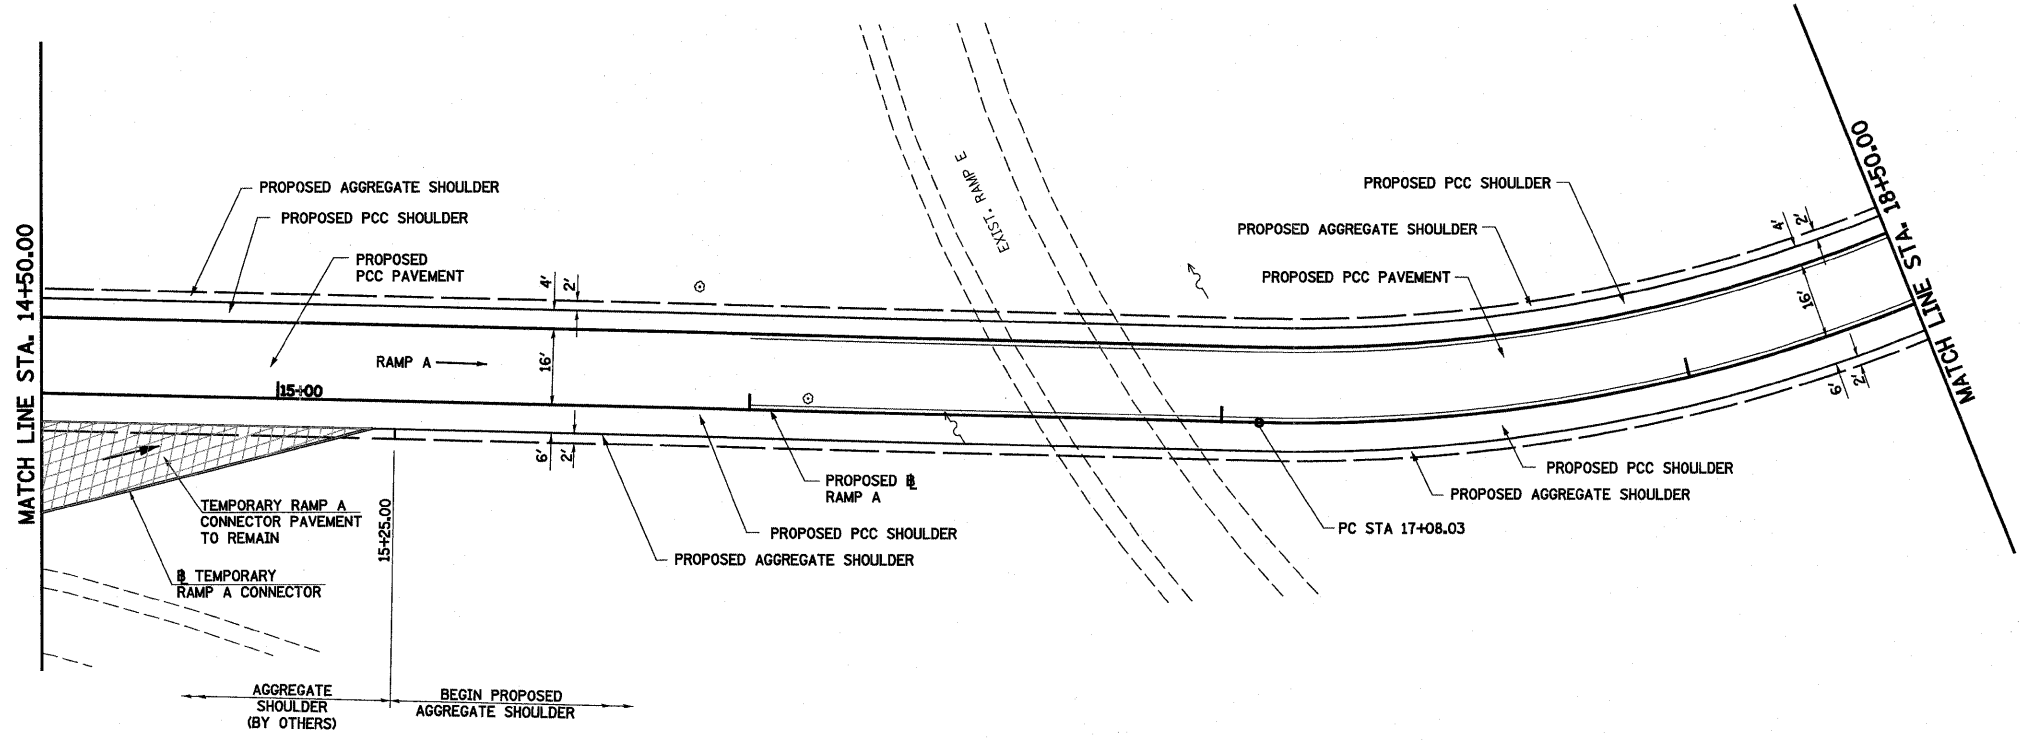 MATCH LINE STA. 14+50.00
PROPOSED AGGREGATE SHOULDER
PROPOSED PCC SHOULDER
PROPOSED
PCC PAVEMENT
RAMP A
15+00
4'
2'
16'
6'
2'
TEMPORARY RAMP A
CONNECTOR PAVEMENT
TO REMAIN
℄ TEMPORARY
RAMP A CONNECTOR
15+25.00
AGGREGATE
SHOULDER
(BY OTHERS)
BEGIN PROPOSED
AGGREGATE SHOULDER
PROPOSED ℄
RAMP A
PROPOSED PCC SHOULDER
PROPOSED AGGREGATE SHOULDER
EXIST. RAMP E
PROPOSED PCC SHOULDER
PROPOSED AGGREGATE SHOULDER
PROPOSED PCC PAVEMENT
4'
2'
16'
6'
2'
PROPOSED PCC SHOULDER
PROPOSED AGGREGATE SHOULDER
PC STA 17+08.03
MATCH LINE STA. 18+50.00